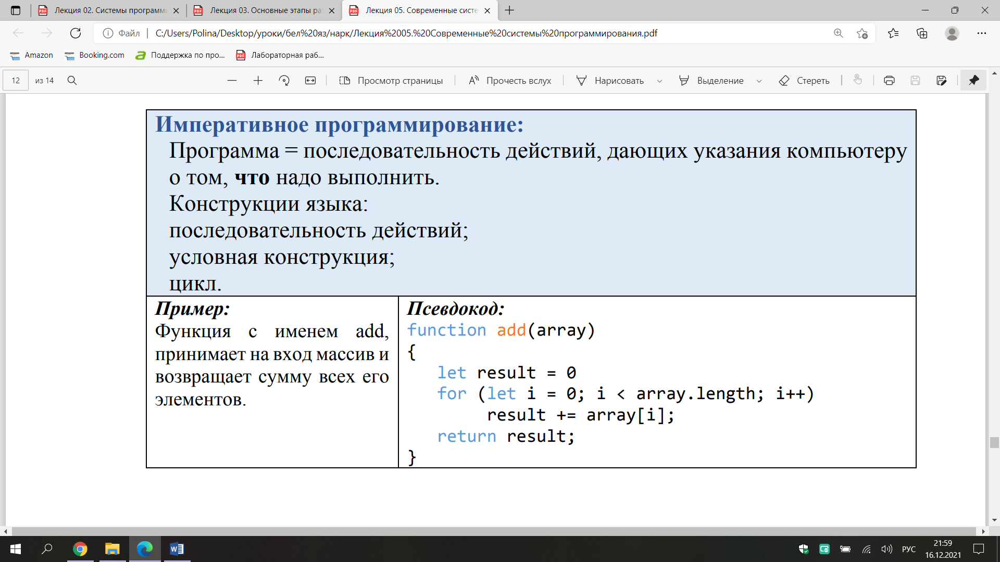 Лекция 02. Системы программи
Лекция 03. Основные этапы ра
Лекция 05. Современные систе
Файл
C:/Users/Polina/Desktop/уроки/бел%20яз/нарк/Лекция%2005.%20Современные%20системы%20программирования.pdf
Amazon
Booking.com
Поддержка по про...
Лабораторная раб...
12 из 14
Просмотр страницы
Прочесть вслух
Нарисовать
Выделение
Стереть
Императивное программирование:
Программа = последовательность действий, дающих указания компьютеру
о том, что надо выполнить.
Конструкции языка:
последовательность действий;
условная конструкция;
цикл.
Пример:
Функция с именем add,
принимает на вход массив и
возвращает сумму всех его
элементов.
Псевдокод:
function add(array)
{
let result = 0
for (let i = 0; i < array.length; i++)
result += array[i];
return result;
}
РУС
21:59
16.12.2021